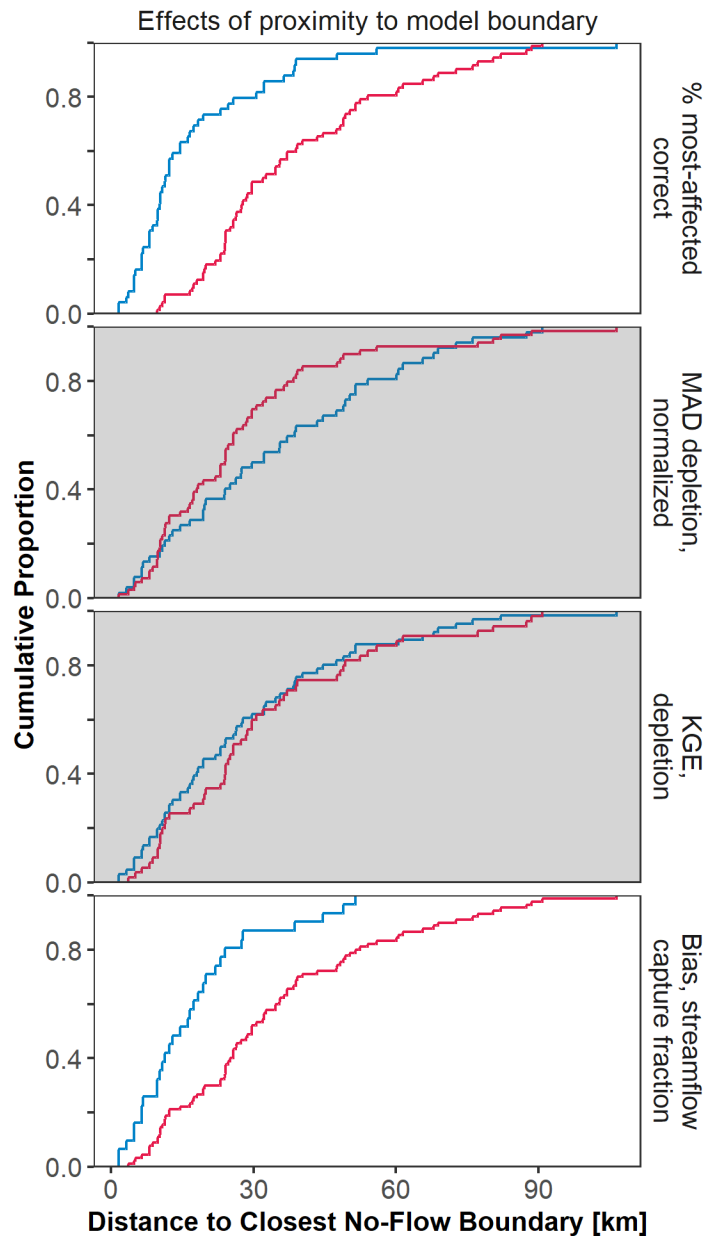 Effects of proximity to model boundary
0.8
0.4
0.0
% most-affected
correct
0.8
0.4
0.0
MAD depletion,
normalized
0.8
0.4
0.0
KGE,
depletion
0.8
0.4
0.0
Bias, streamflow
capture fraction
Cumulative Proportion
0 30 60 90
Distance to Closest No-Flow Boundary [km]